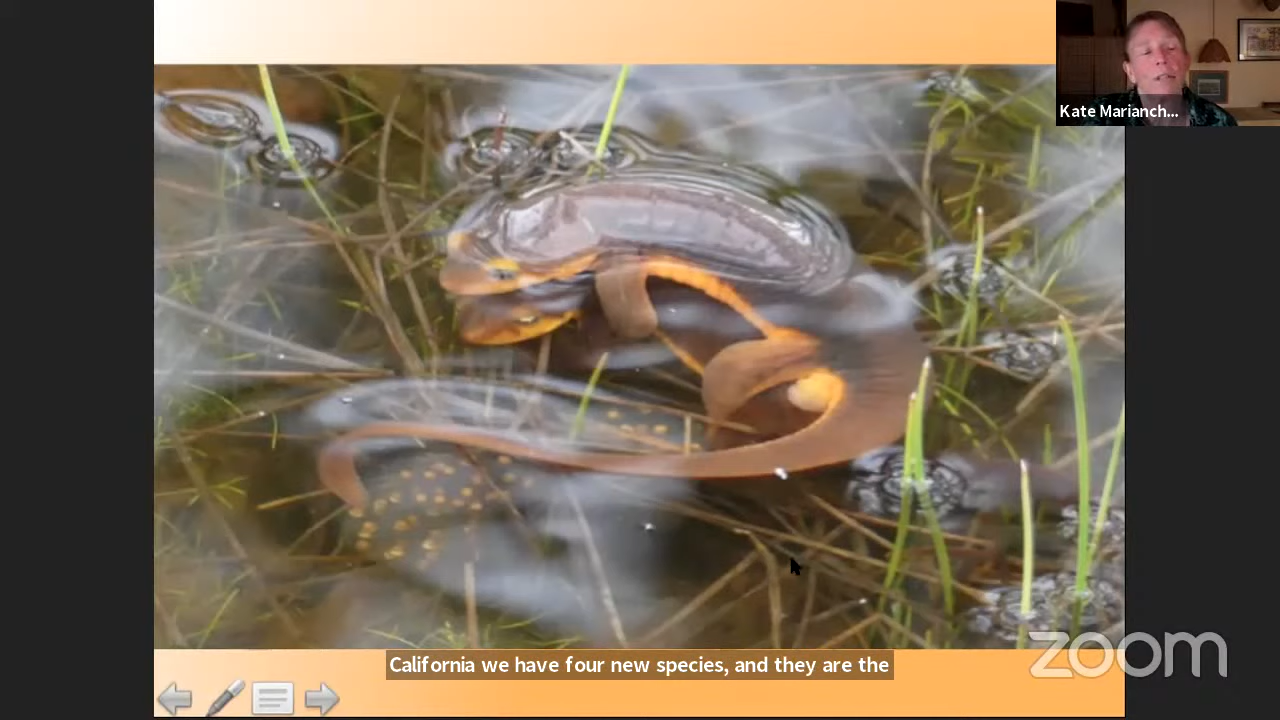 Kate Marianch...
California we have four new species, and they are the
zoom